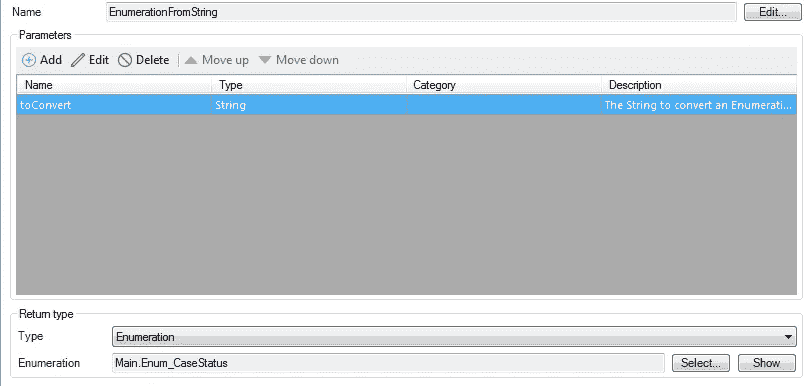 Name EnumerationFromString Edit...
Parameters
Add Edit Delete Move up Move down
Name Type Category Description
toConvert String The String to convert an Enumerati...
Return type
Type Enumeration
Enumeration Main.Enum_CaseStatus Select... Show